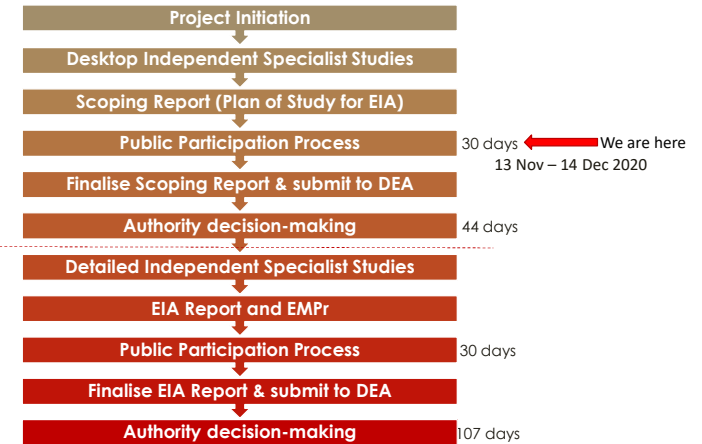 Project Initiation
Desktop Independent Specialist Studies
Scoping Report (Plan of Study for EIA)
Public Participation Process 30 days We are here
13 Nov – 14 Dec 2020
Finalise Scoping Report & submit to DEA
Authority decision-making 44 days
Detailed Independent Specialist Studies
EIA Report and EMPr
Public Participation Process 30 days
Finalise EIA Report & submit to DEA
Authority decision-making 107 days